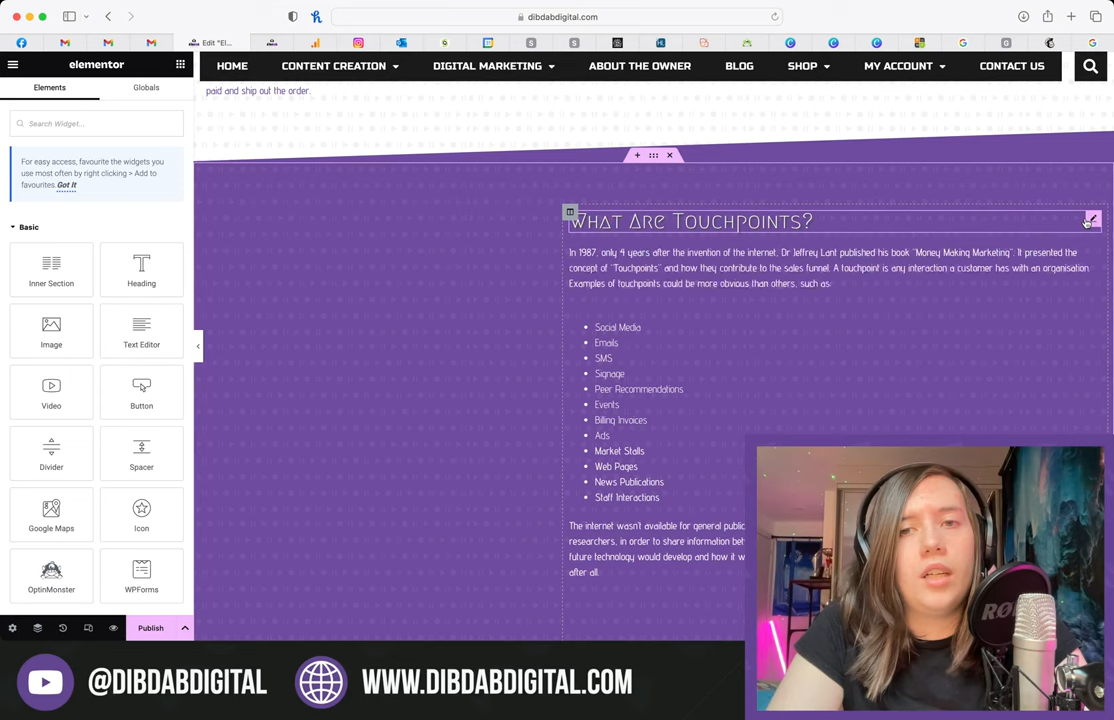 dibdabdigital.com
Edit "El...
elementor
HOME
CONTENT CREATION
DIGITAL MARKETING
ABOUT THE OWNER
BLOG
SHOP
MY ACCOUNT
CONTACT US
Elements
Globals
paid and ship out the order.
Search Widget...
For easy access, favourite the widgets you
use most often by right clicking > Add to
favourites. Got It
Basic
Inner Section
Heading
Image
Text Editor
Video
Button
Divider
Spacer
Google Maps
Icon
OptinMonster
WPForms
Publish
What Are Touchpoints?
In 1987, only 4 years after the invention of the internet, Dr Jeffrey Lant published his book "Money Making Marketing". It presented the
concept of "Touchpoints" and how they contribute to the sales funnel. A touchpoint is any interaction a customer has with an organisation.
Examples of touchpoints could be more obvious than others, such as:
• Social Media
• Emails
• SMS
• Signage
• Peer Recommendations
• Events
• Billing Invoices
• Ads
• Market Stalls
• Web Pages
• News Publications
• Staff Interactions
The internet wasn't available for general public
researchers, in order to share information bet
future technology would develop and how it w
after all.
RØDE
@DIBDABDIGITAL
WWW.DIBDABDIGITAL.COM